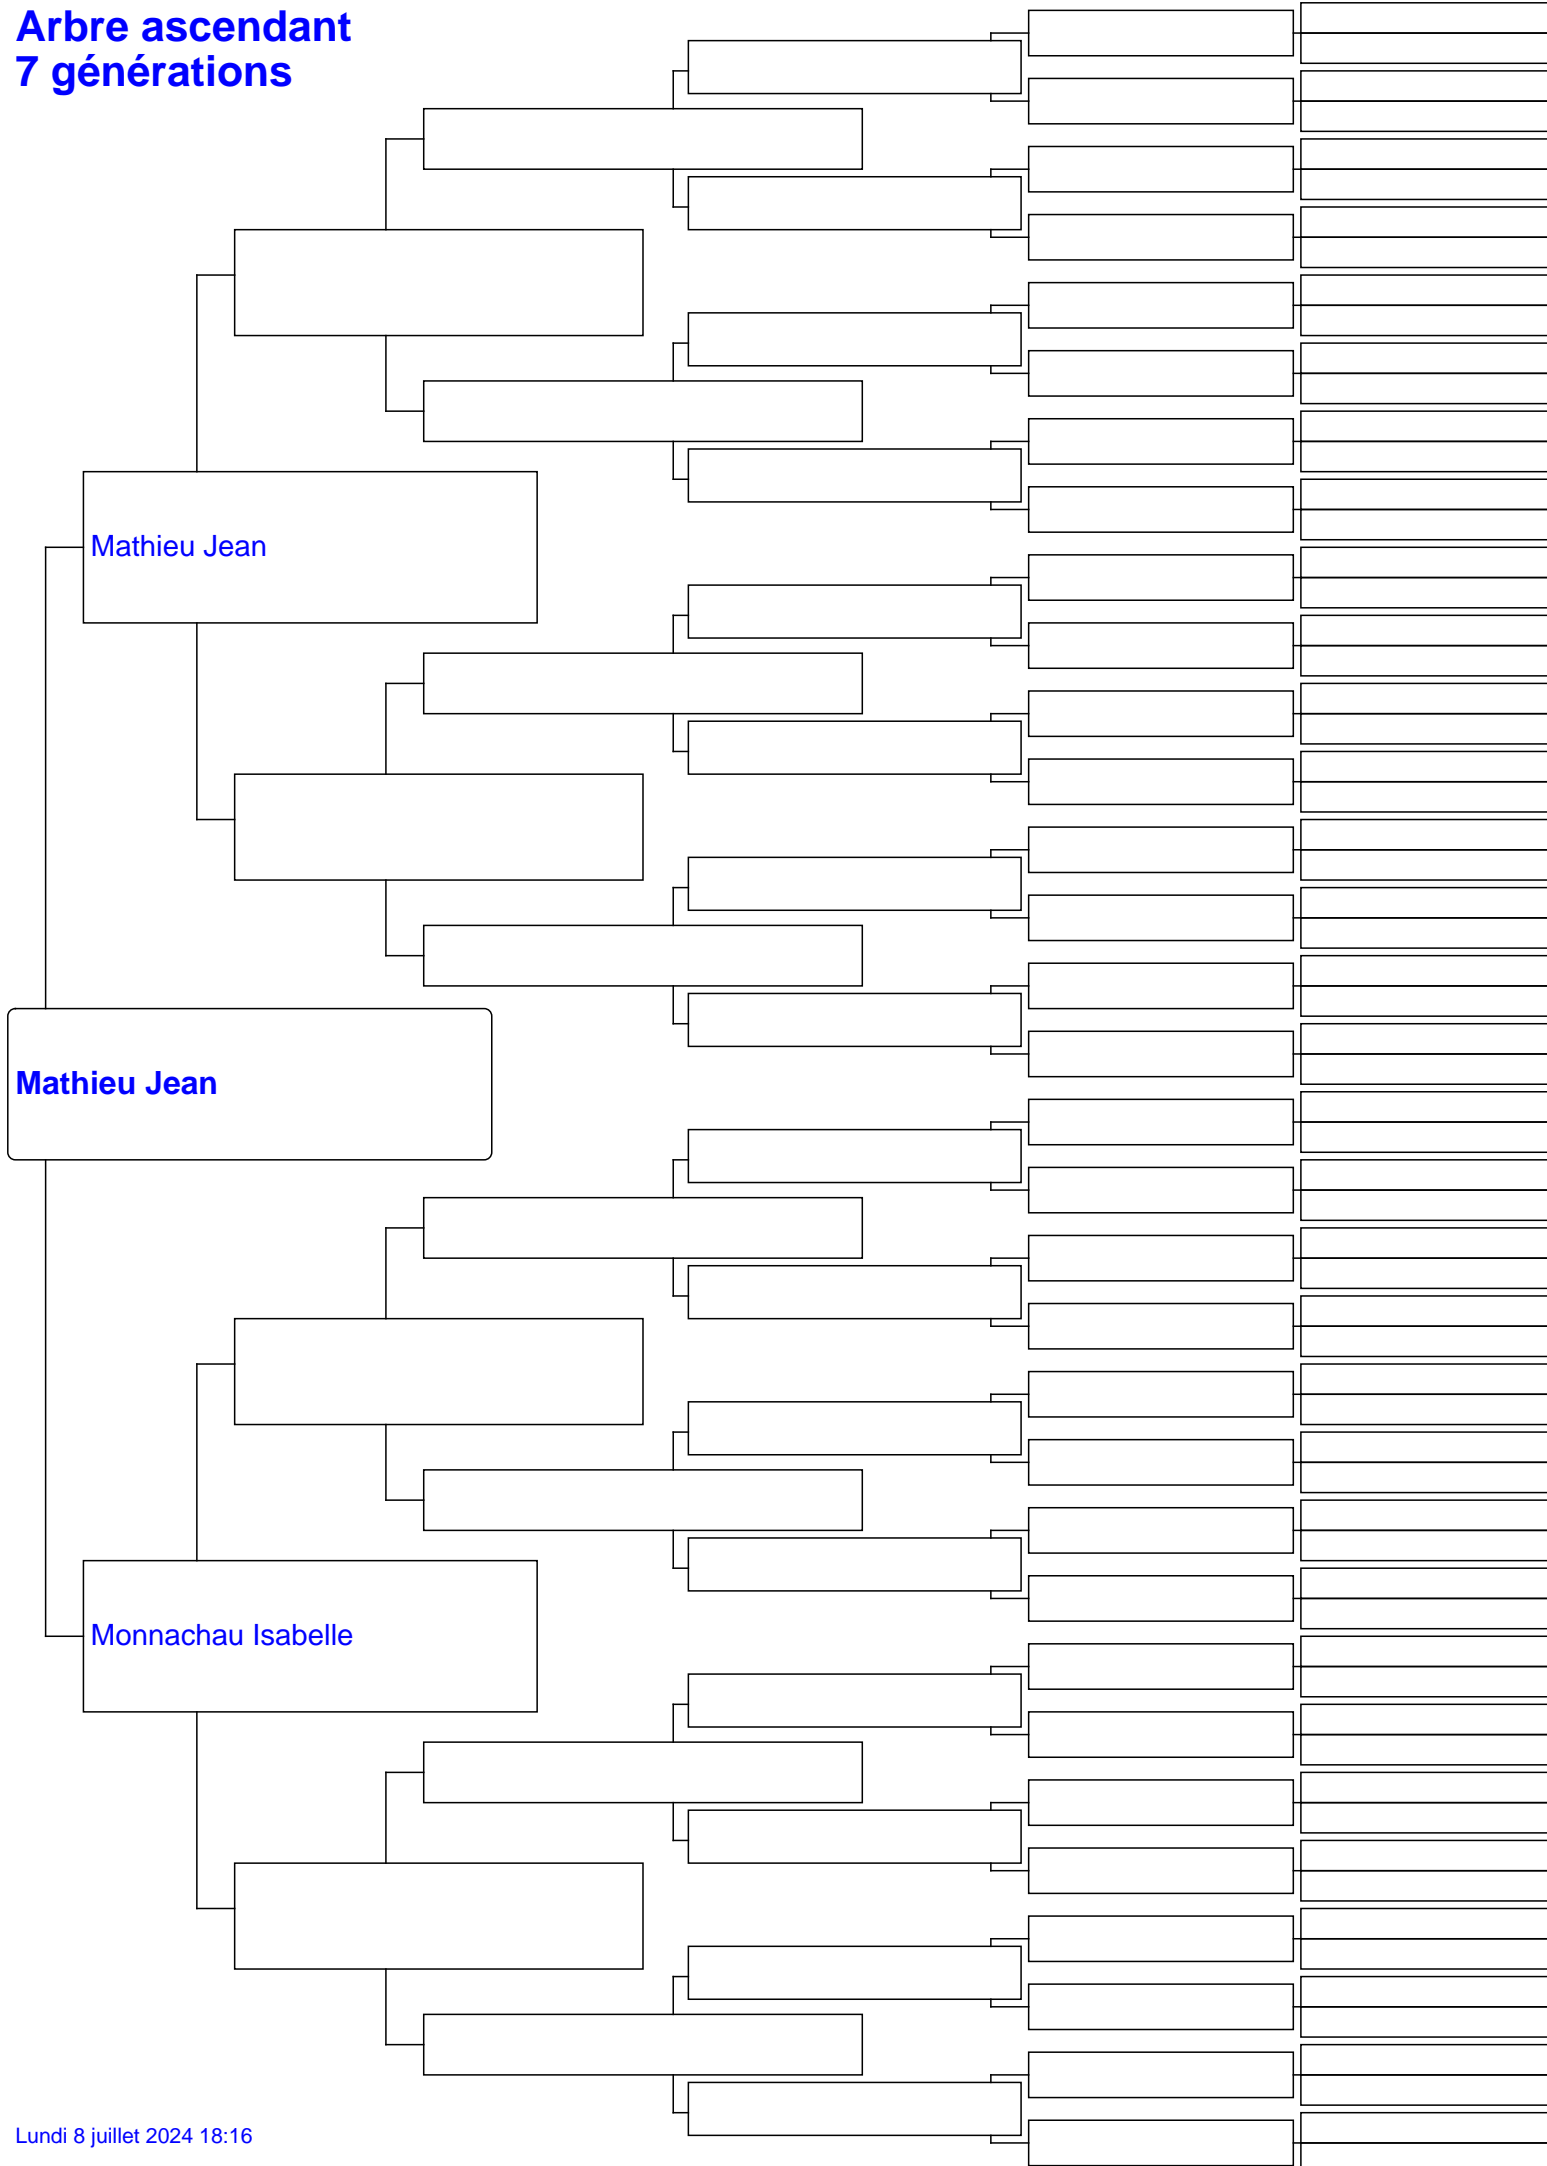 Arbre ascendant
7 générations
Mathieu Jean
Mathieu Jean
Monnachau Isabelle
Lundi 8 juillet 2024 18:16